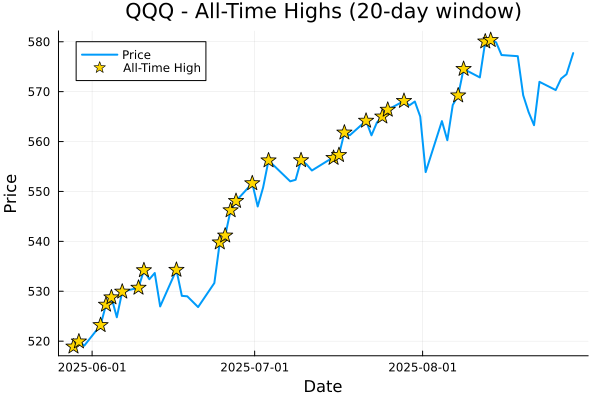 QQQ - All-Time Highs (20-day window)
Price
All-Time High
580
570
560
550
540
530
520
Price
2025-06-01
2025-07-01
2025-08-01
Date